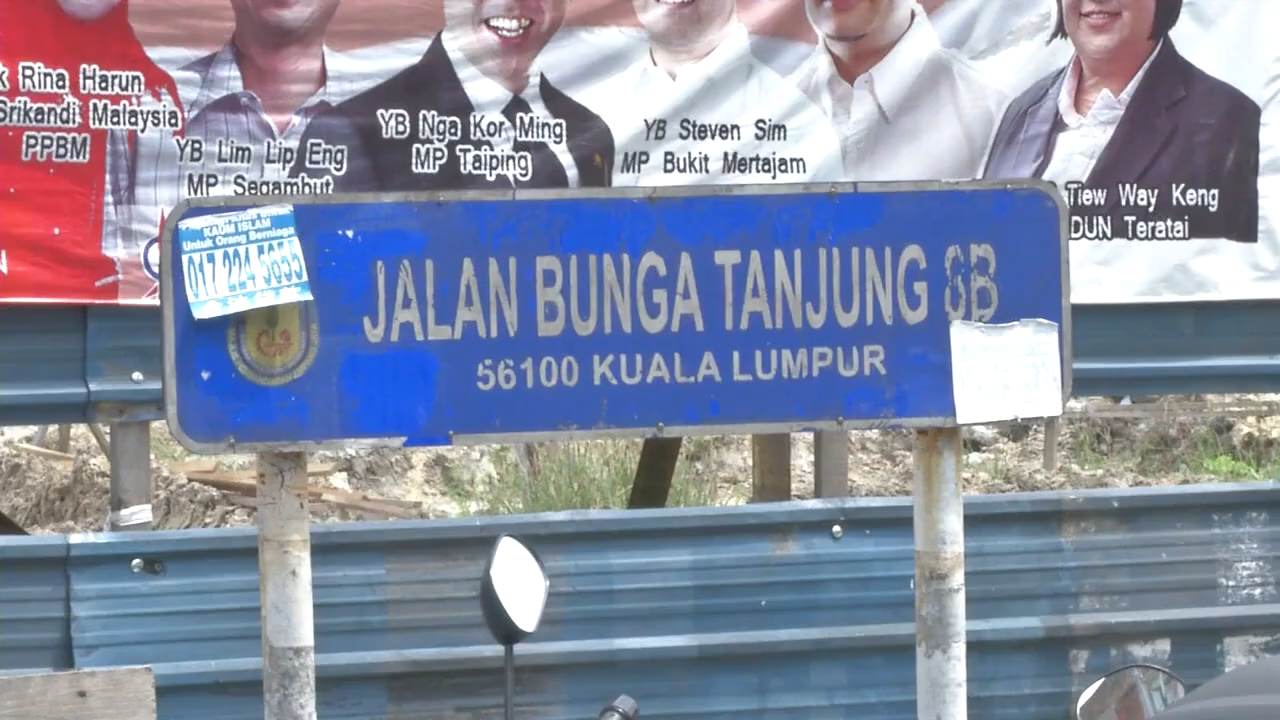 k Rina Harun
Srikandi Malaysia
PPBM
YB Lim Lip Eng
MP Segambut
YB Nga Kor Ming
MP Taiping
YB Steven Sim
MP Bukit Mertajam
Tiew Way Keng
DUN Teratai
KAUM ISLAM
Untuk Orang Berniaga
017 224 5655
JALAN BUNGA TANJUNG 8B
56100 KUALA LUMPUR